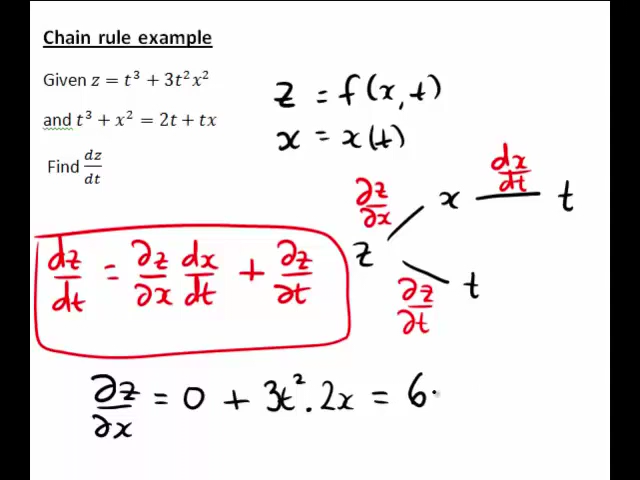 Chain rule example
Given z = t³ + 3t²x²
and t³ + x² = 2t + tx
Find dz/dt
z = f(x, t)
x = x(t)
∂z/∂x x dx/dt t
z
∂z/∂t t
dz/dt = ∂z/∂x dx/dt + ∂z/∂t
∂z/∂x = 0 + 3t² . 2x = 6